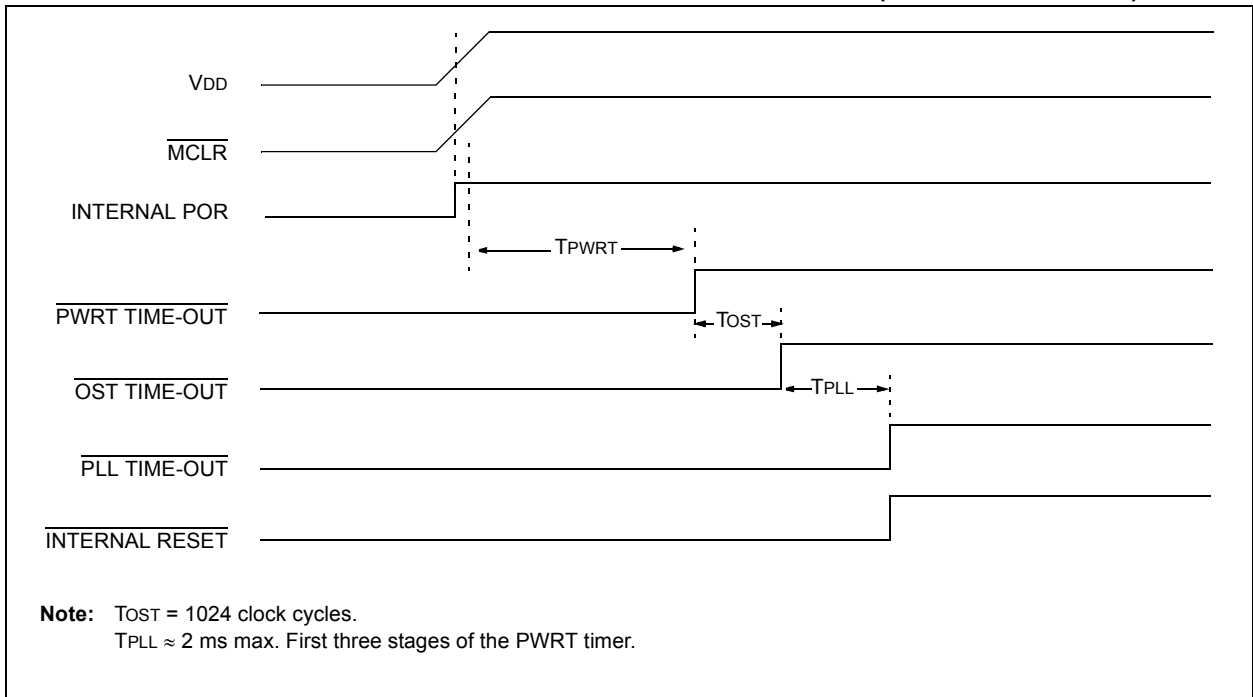 VDD
MCLR
INTERNAL POR
TPWRT
PWRT TIME-OUT
TOST
OST TIME-OUT
TPLL
PLL TIME-OUT
INTERNAL RESET
Note: TOST = 1024 clock cycles.
TPLL ≈ 2 ms max. First three stages of the PWRT timer.